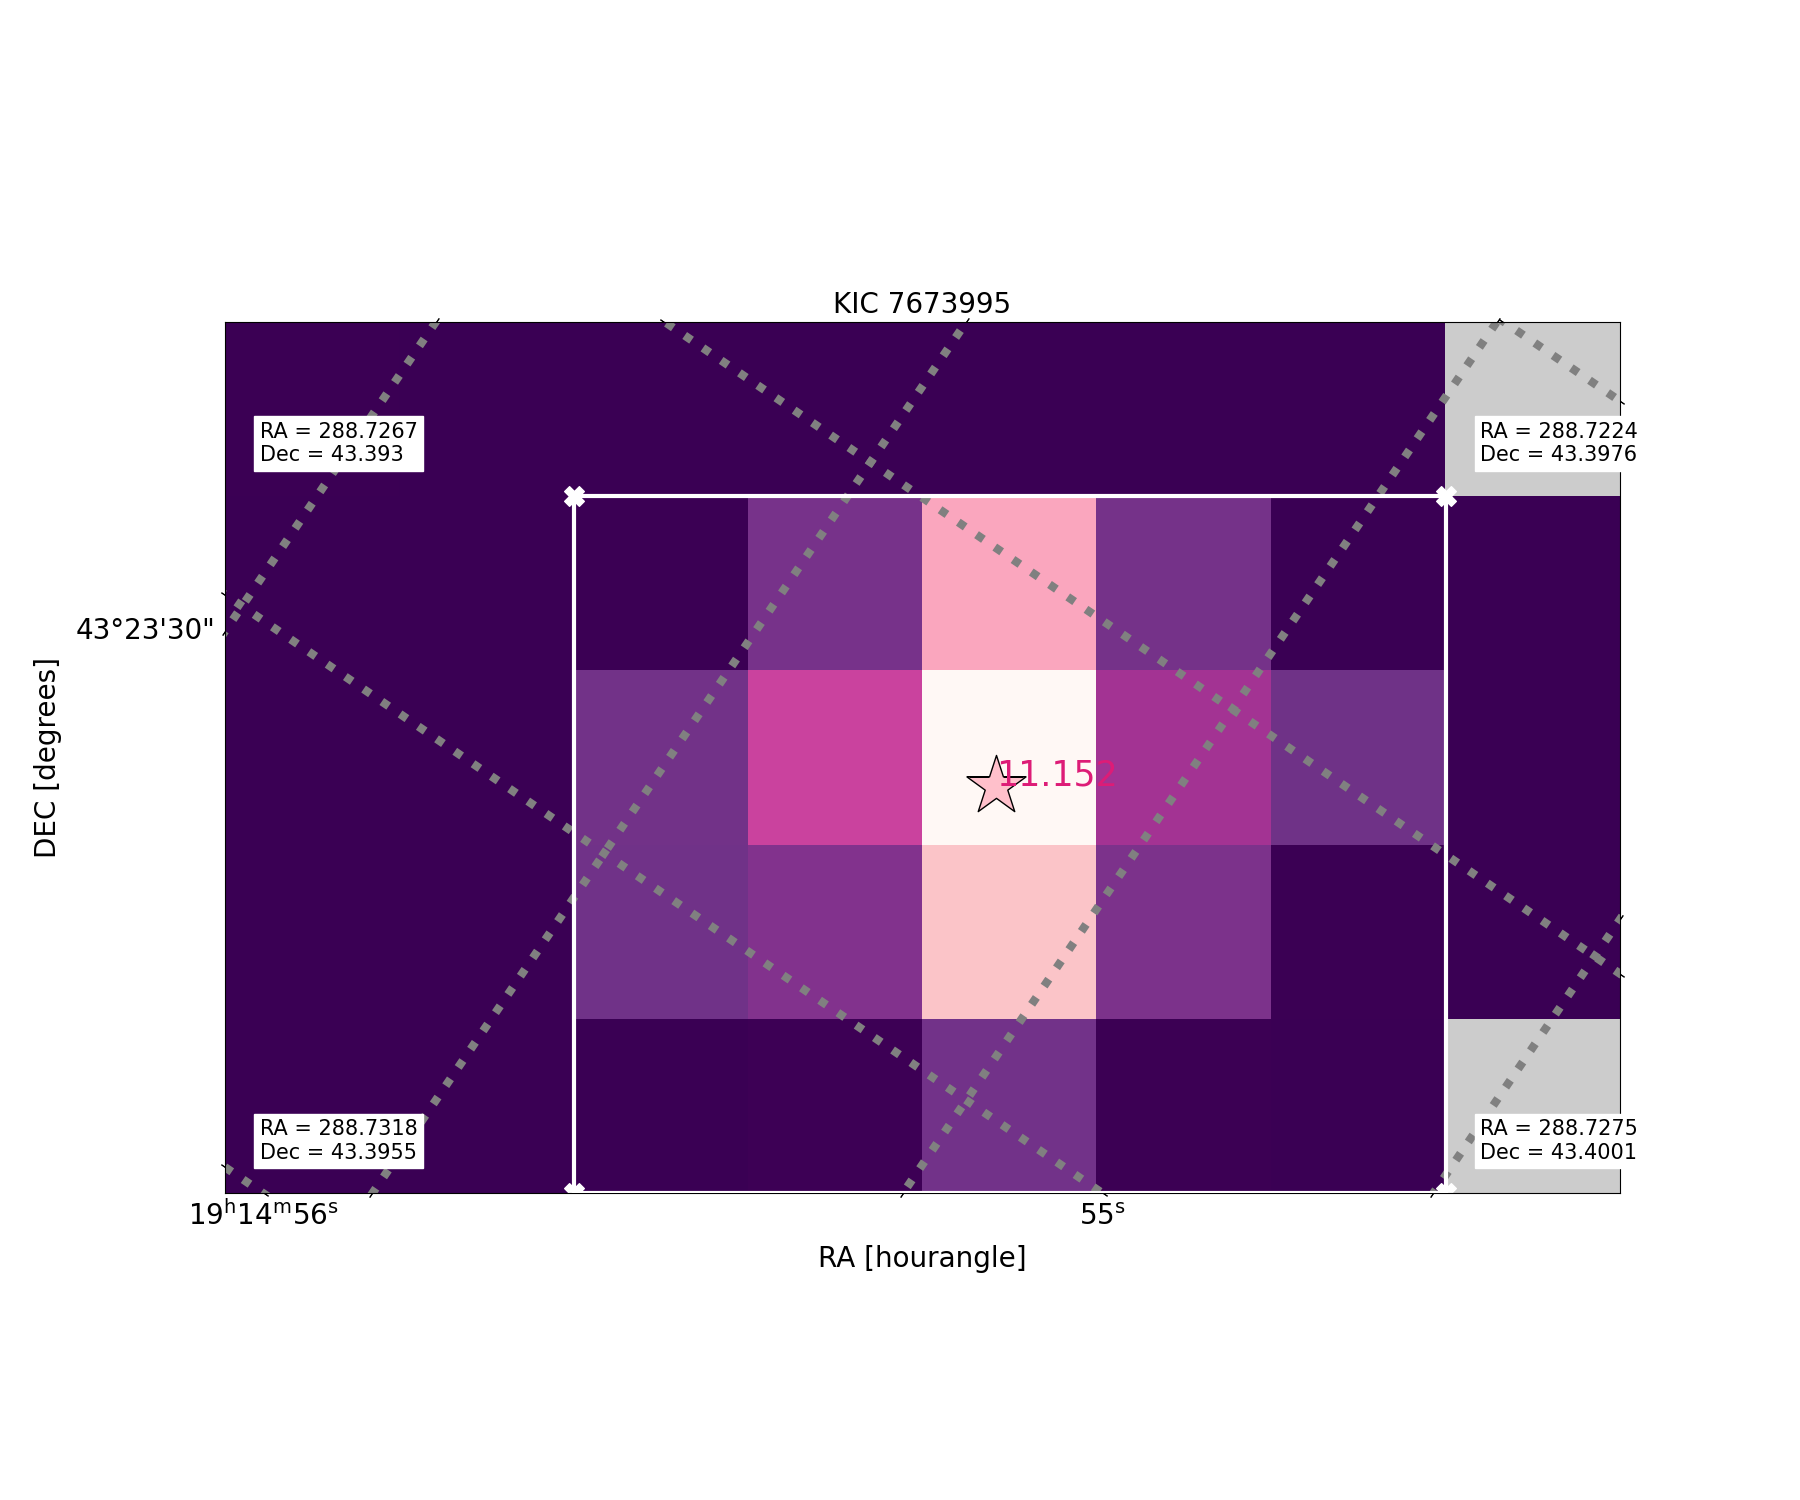 KIC 7673995
RA = 288.7267
Dec = 43.393
RA = 288.7224
Dec = 43.3976
43°23'30"
11.152
DEC [degrees]
RA = 288.7318
Dec = 43.3955
RA = 288.7275
Dec = 43.4001
19ʰ14ᵐ56ˢ
55ˢ
RA [hourangle]